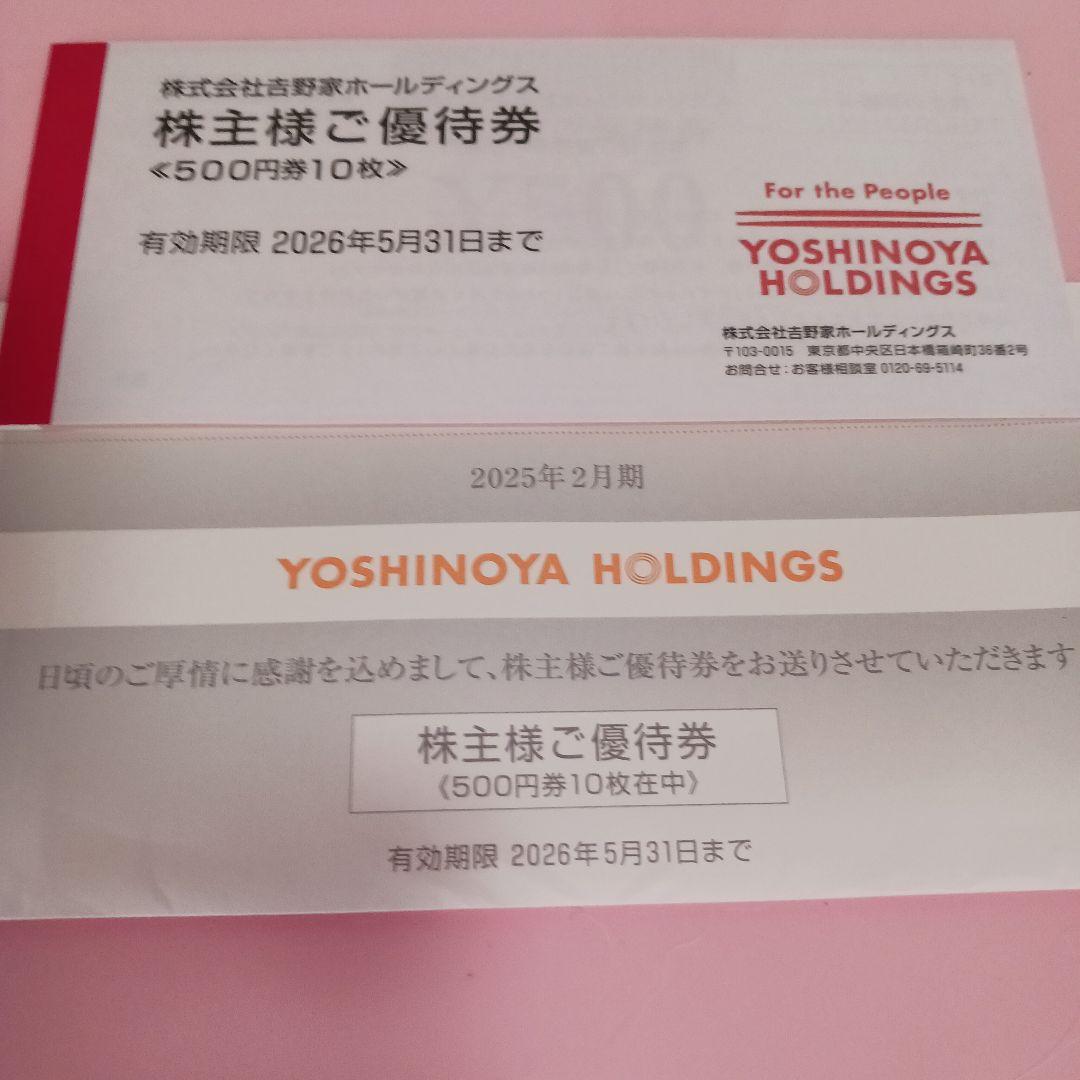 株式会社𠮷野家ホールディングス
株主様ご優待券
≪500円券10枚≫
有効期限 2026年5月31日まで
For the People
YOSHINOYA
HOLDINGS
株式会社𠮷野家ホールディングス
〒103-0015 東京都中央区日本橋箱崎町36番2号
お問合せ：お客様相談室 0120-69-5114
2025年2月期
YOSHINOYA HOLDINGS
日頃のご厚情に感謝を込めまして、株主様ご優待券をお送りさせていただきます
株主様ご優待券
《500円券10枚在中》
有効期限 2026年5月31日まで